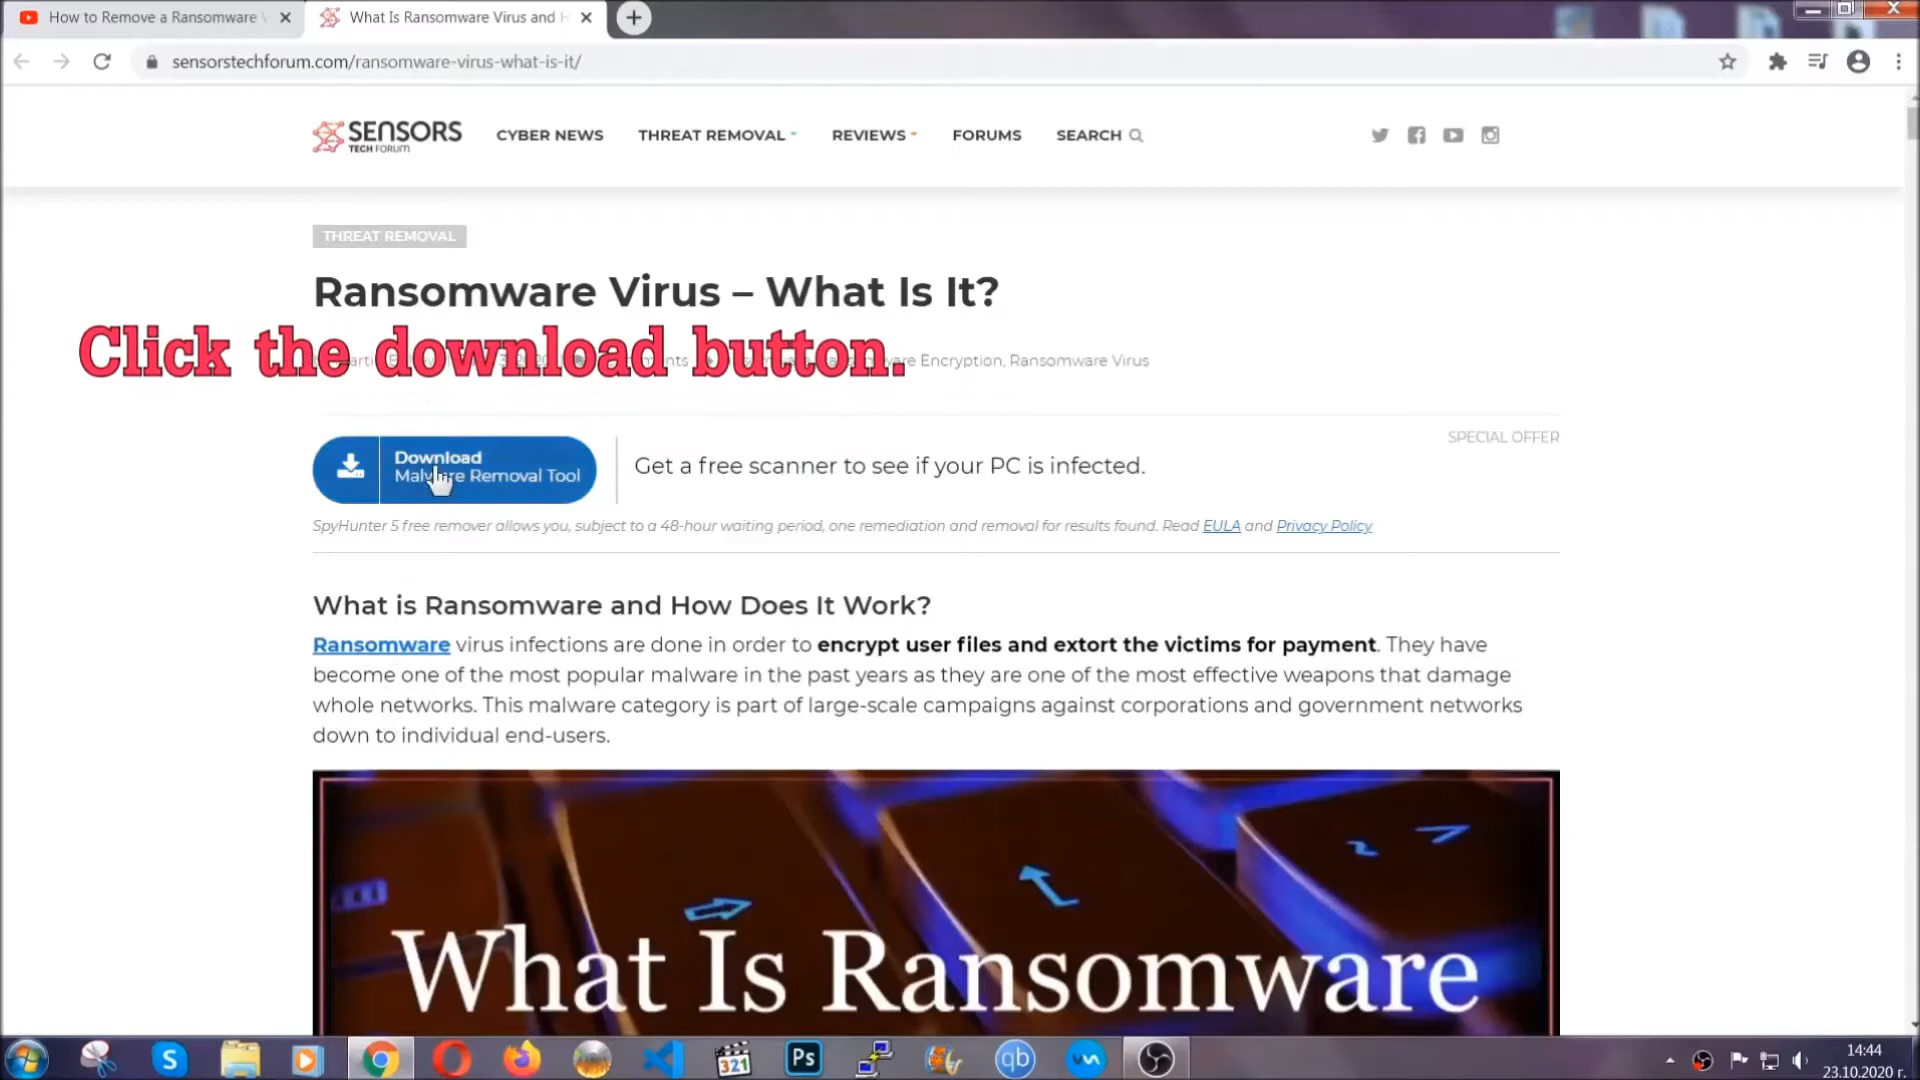 How to Remove a Ransomware
What Is Ransomware Virus and
sensorstechforum.com/ransomware-virus-what-is-it/
SENSORS
TECH FORUM
CYBER NEWS
THREAT REMOVAL
REVIEWS
FORUMS
SEARCH
THREAT REMOVAL
Ransomware Virus – What Is It?
Click the download button.
Encryption, Ransomware Virus
SPECIAL OFFER
Download
Malware Removal Tool
Get a free scanner to see if your PC is infected.
SpyHunter 5 free remover allows you, subject to a 48-hour waiting period, one remediation and removal for results found. Read EULA and Privacy Policy
What is Ransomware and How Does It Work?
Ransomware virus infections are done in order to encrypt user files and extort the victims for payment. They have
become one of the most popular malware in the past years as they are one of the most effective weapons that damage
whole networks. This malware category is part of large-scale campaigns against corporations and government networks
down to individual end-users.
What Is Ransomware
S
321
Ps
qb
14:44
23.10.2020 г.